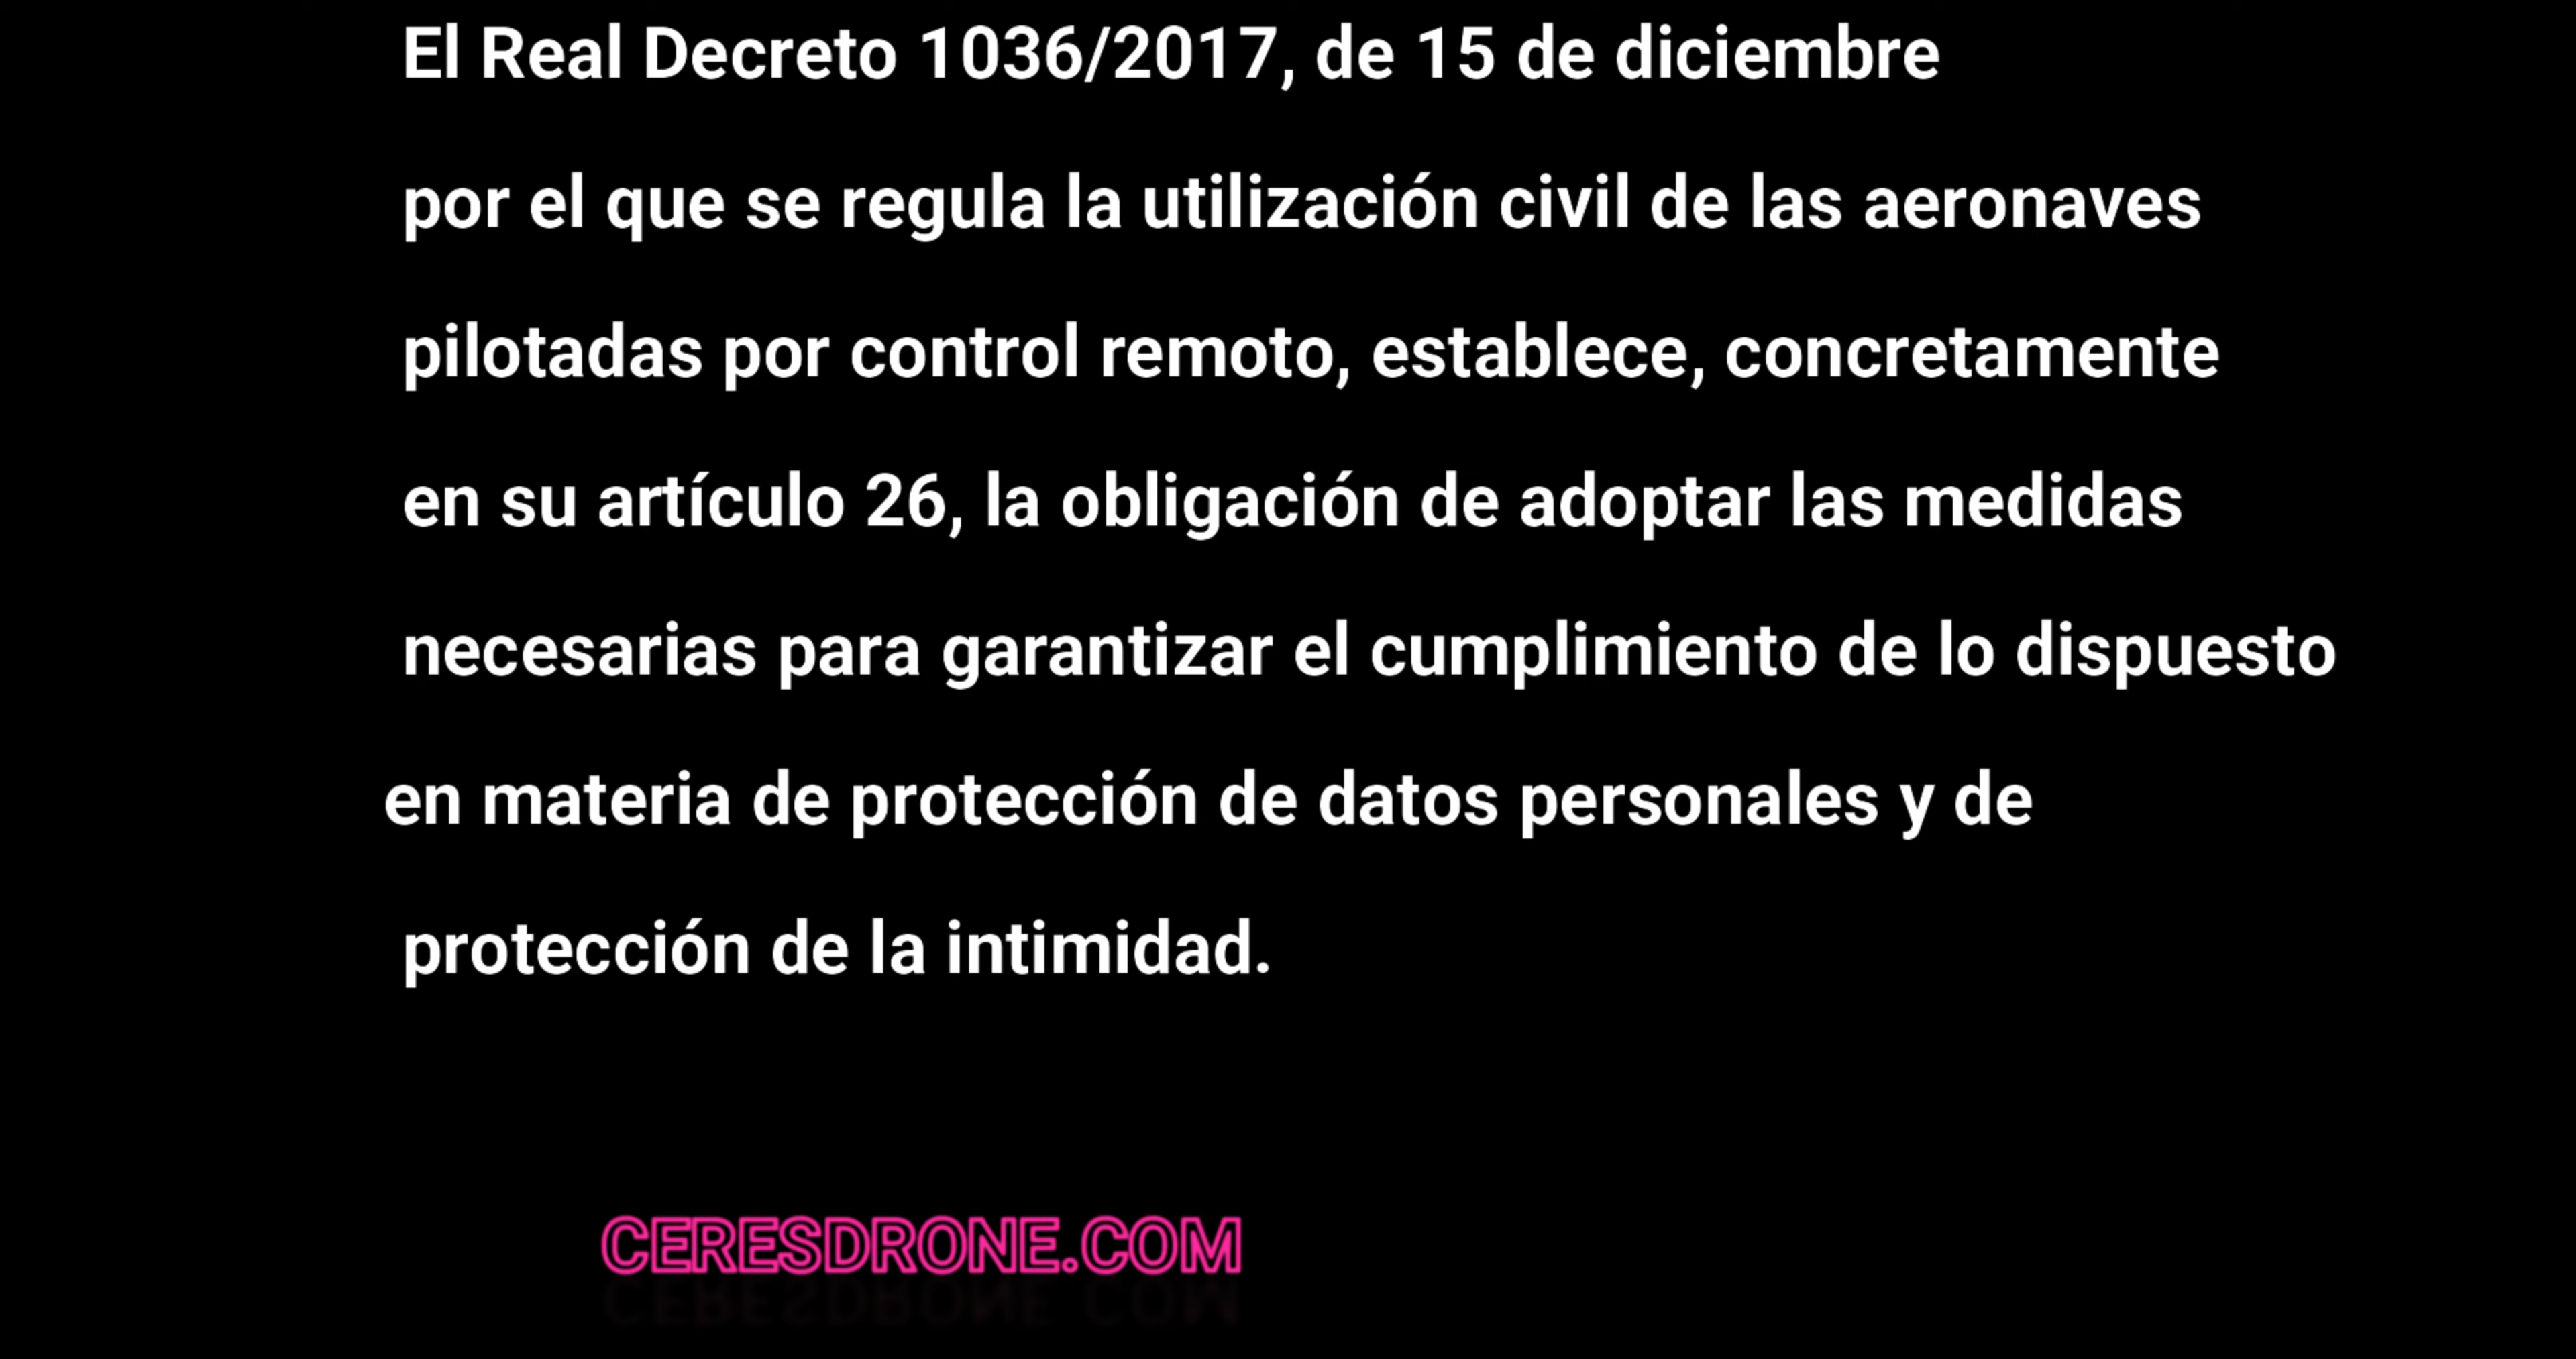 El Real Decreto 1036/2017, de 15 de diciembre
por el que se regula la utilización civil de las aeronaves
pilotadas por control remoto, establece, concretamente
en su artículo 26, la obligación de adoptar las medidas
necesarias para garantizar el cumplimiento de lo dispuesto
en materia de protección de datos personales y de
protección de la intimidad.
CERESDRONE.COM